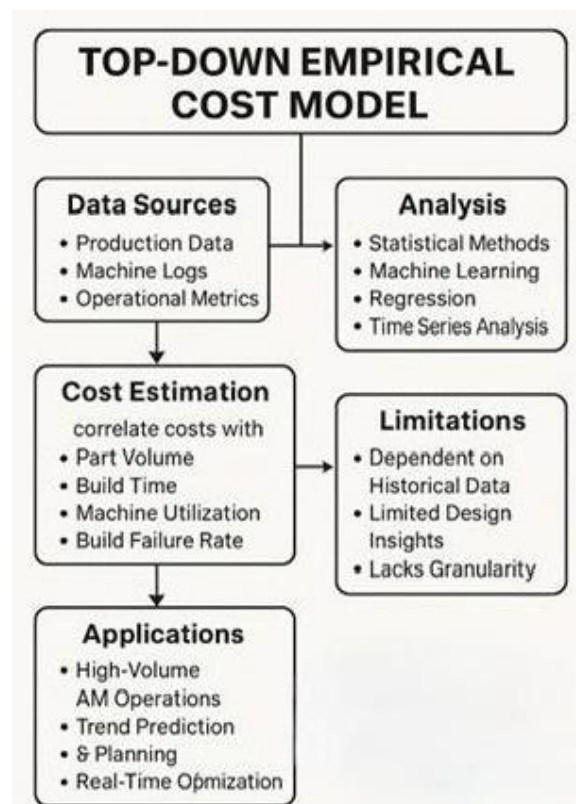 TOP-DOWN EMPIRICAL
COST MODEL
Data Sources
• Production Data
• Machine Logs
• Operational Metrics
Analysis
• Statistical Methods
• Machine Learning
• Regression
• Time Series Analysis
Cost Estimation
correlate costs with
• Part Volume
• Build Time
• Machine Utilization
• Build Failure Rate
Limitations
• Dependent on
Historical Data
• Limited Design
Insights
• Lacks Granularity
Applications
• High-Volume
AM Operations
• Trend Prediction
• & Planning
• Real-Time Opmization